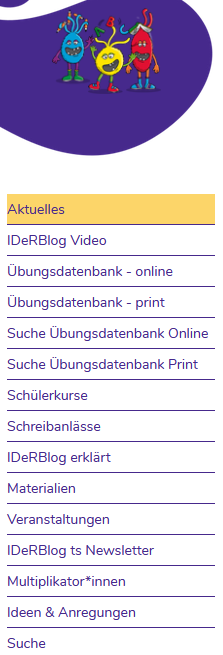 Aktuelles
IDeRBlog Video
Übungsdatenbank - online
Übungsdatenbank - print
Suche Übungsdatenbank Online
Suche Übungsdatenbank Print
Schülerkurse
Schreibanlässe
IDeRBlog erklärt
Materialien
Veranstaltungen
IDeRBlog ts Newsletter
Multiplikator*innen
Ideen & Anregungen
Suche